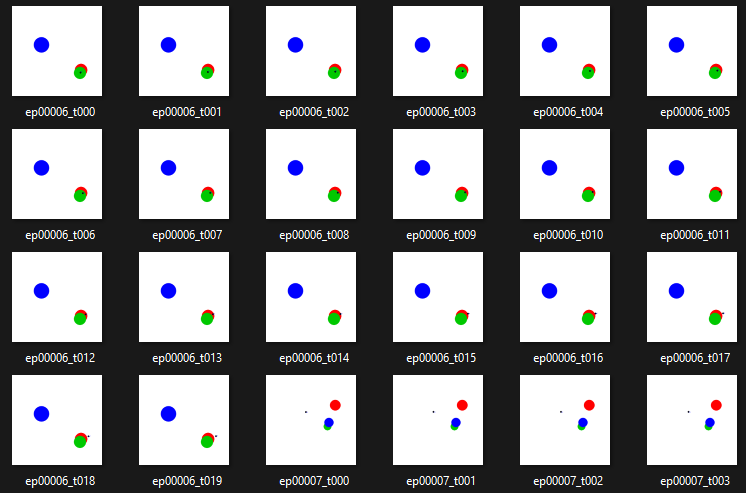 ep00006_t000 ep00006_t001 ep00006_t002 ep00006_t003 ep00006_t004 ep00006_t005
ep00006_t006 ep00006_t007 ep00006_t008 ep00006_t009 ep00006_t010 ep00006_t011
ep00006_t012 ep00006_t013 ep00006_t014 ep00006_t015 ep00006_t016 ep00006_t017
ep00006_t018 ep00006_t019 ep00007_t000 ep00007_t001 ep00007_t002 ep00007_t003